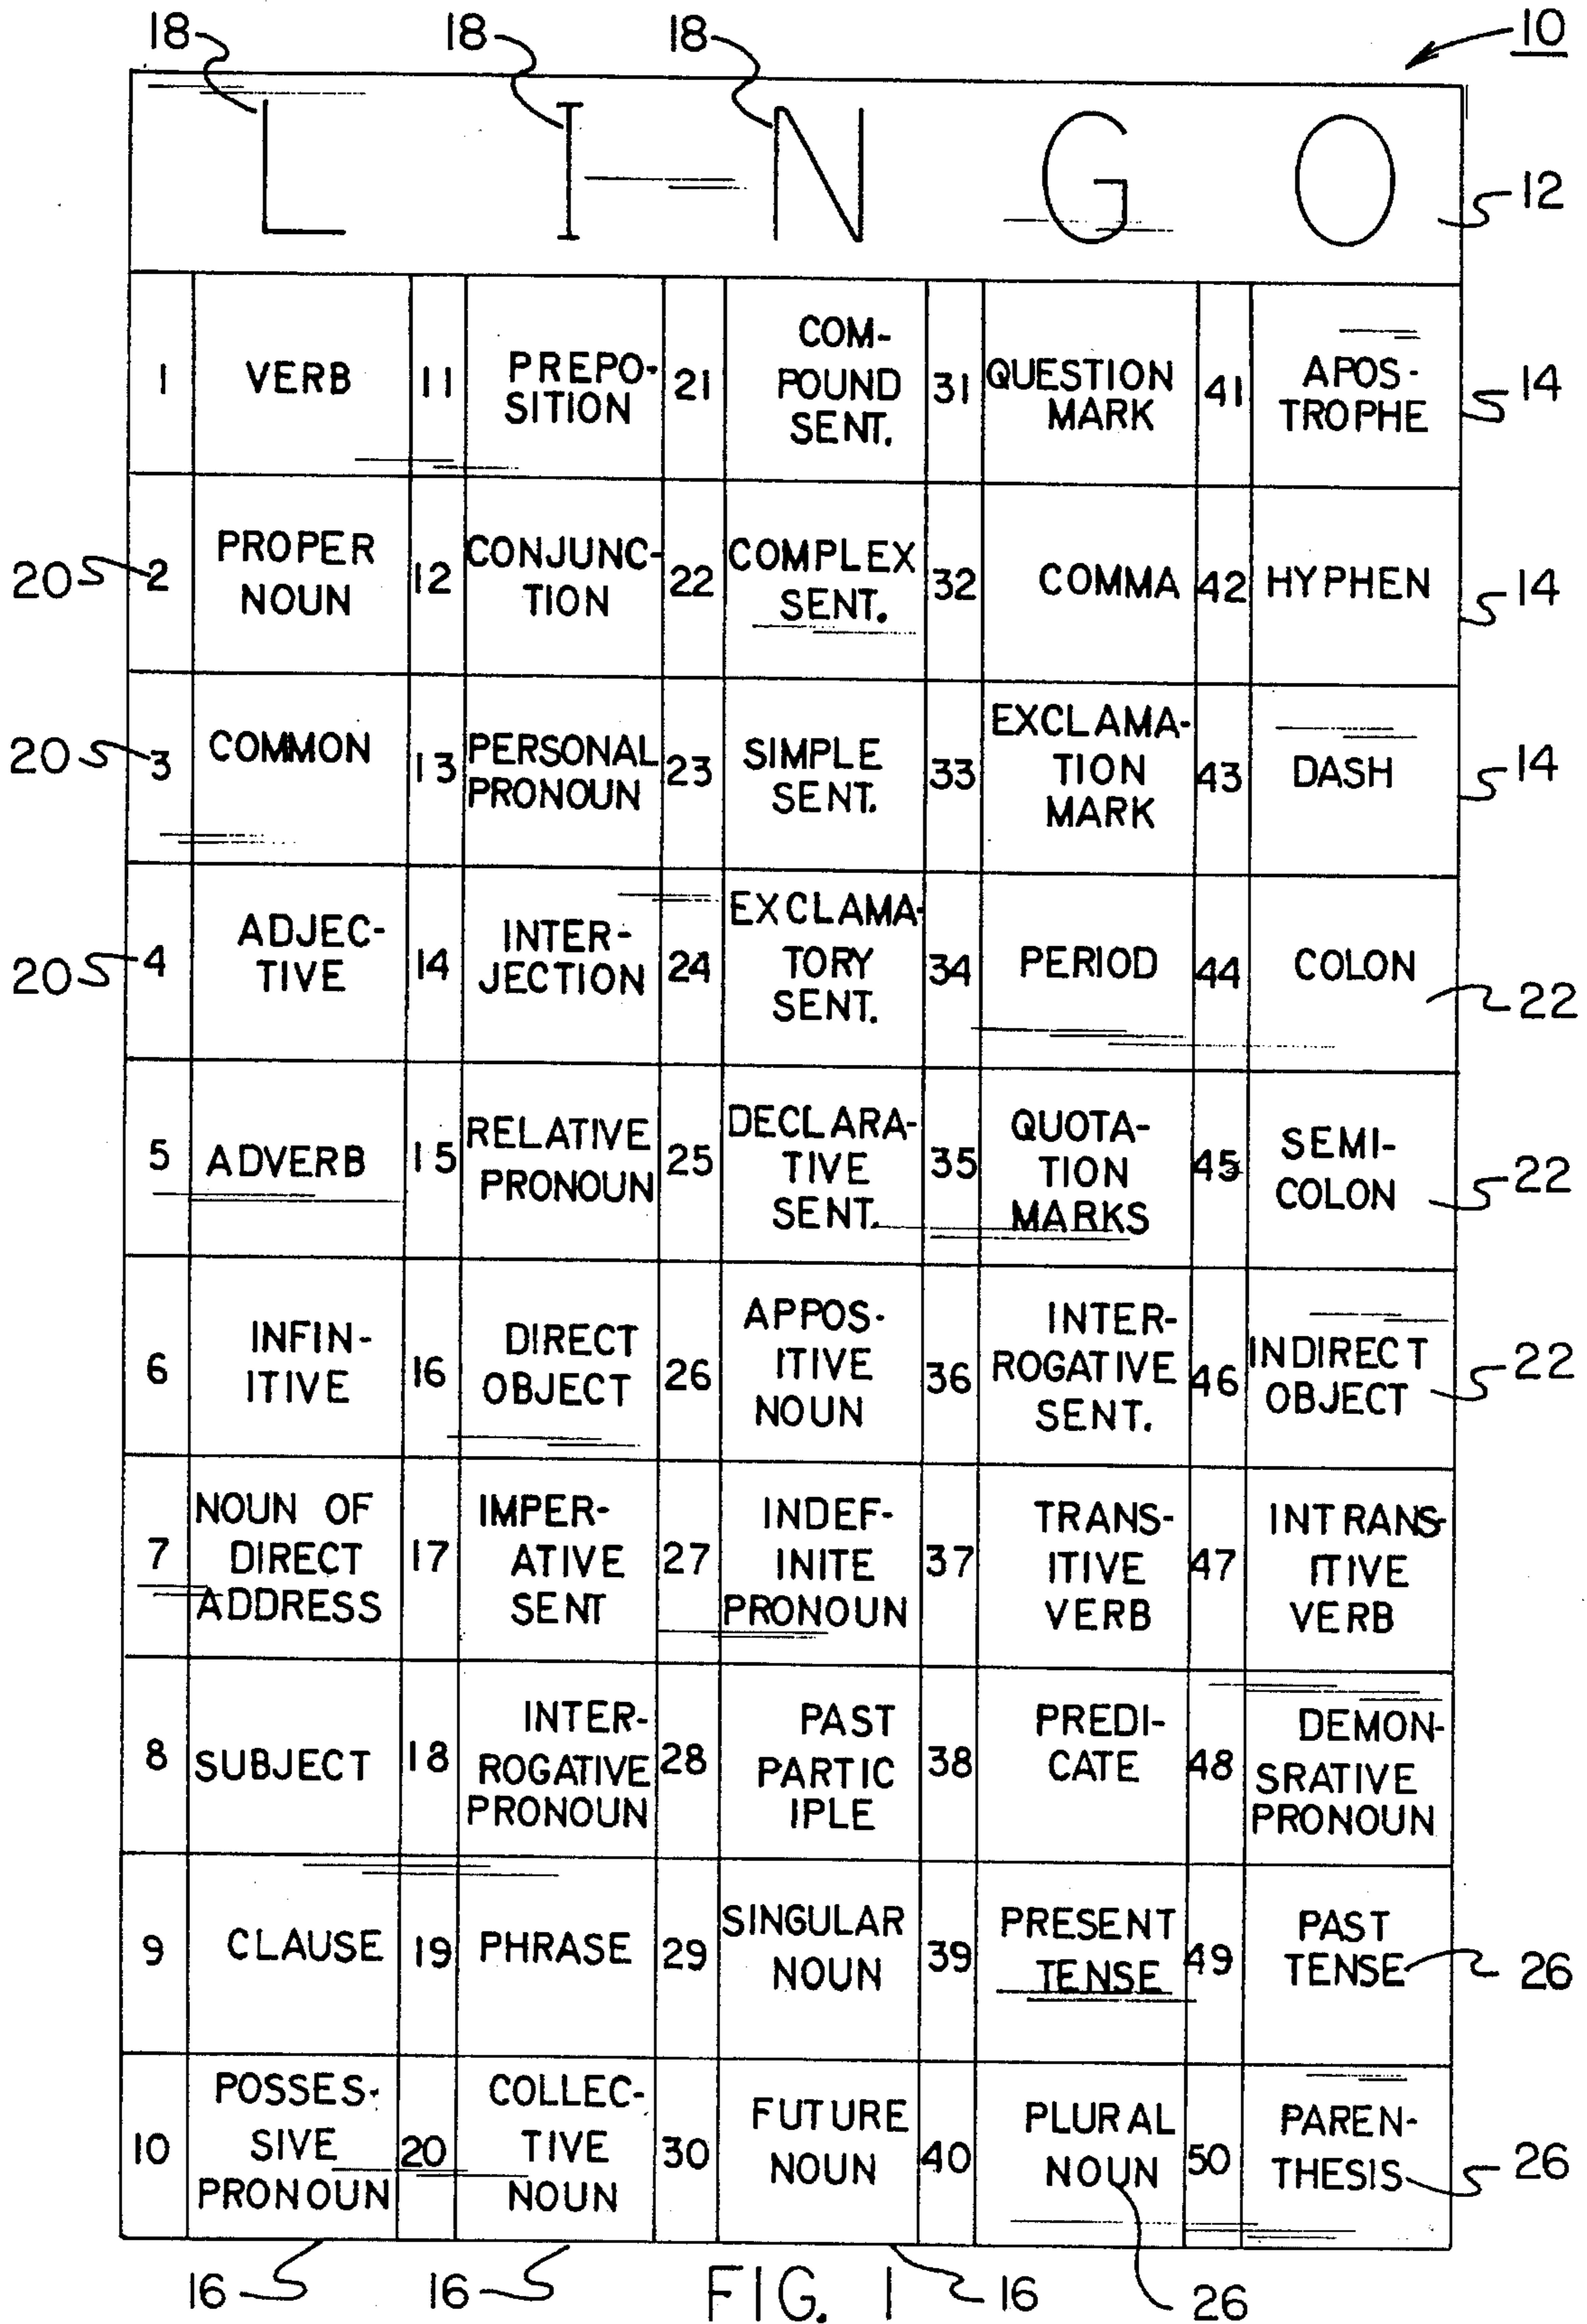 18 18 18 10
L I N G O
12
1 VERB 11 PREPO-
SITION 21 COM-
POUND
SENT. 31 QUESTION
MARK 41 APOS-
TROPHE 14
20 2 PROPER
NOUN 12 CONJUNC-
TION 22 COMPLEX
SENT. 32 COMMA 42 HYPHEN 14
20 3 COMMON 13 PERSONAL
PRONOUN 23 SIMPLE
SENT. 33 EXCLAMA-
TION
MARK 43 DASH 14
20 4 ADJEC-
TIVE 14 INTER-
JECTION 24 EXCLAMA-
TORY
SENT. 34 PERIOD 44 COLON 22
5 ADVERB 15 RELATIVE
PRONOUN 25 DECLARA-
TIVE
SENT. 35 QUOTA-
TION
MARKS 45 SEMI-
COLON 22
6 INFIN-
ITIVE 16 DIRECT
OBJECT 26 APPOS-
ITIVE
NOUN 36 INTER-
ROGATIVE
SENT. 46 INDIRECT
OBJECT 22
7 NOUN OF
DIRECT
ADDRESS 17 IMPER-
ATIVE
SENT 27 INDEF-
INITE
PRONOUN 37 TRANS-
ITIVE
VERB 47 INTRANS-
ITIVE
VERB
8 SUBJECT 18 INTER-
ROGATIVE
PRONOUN 28 PAST
PARTIC
IPLE 38 PREDI-
CATE 48 DEMON-
SRATIVE
PRONOUN
9 CLAUSE 19 PHRASE 29 SINGULAR
NOUN 39 PRESENT
TENSE 49 PAST
TENSE 26
10 POSSES-
SIVE
PRONOUN 20 COLLEC-
TIVE
NOUN 30 FUTURE
NOUN 40 PLURAL
NOUN 50 PAREN-
THESIS 26
16 16 FIG. 1 16 26